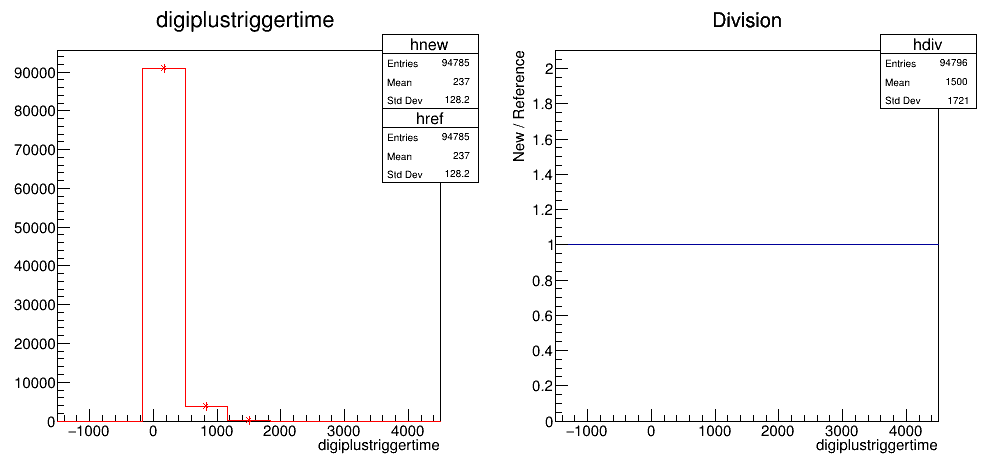 digiplustriggertime
hnew
Entries 94785
Mean 237
Std Dev 128.2
href
Entries 94785
Mean 237
Std Dev 128.2
90000
80000
70000
60000
50000
40000
30000
20000
10000
0
−1000 0 1000 2000 3000 4000
digiplustriggertime
Division
hdiv
Entries 94796
Mean 1500
Std Dev 1721
New / Reference
2
1.8
1.6
1.4
1.2
1
0.8
0.6
0.4
0.2
0
−1000 0 1000 2000 3000 4000
digiplustriggertime